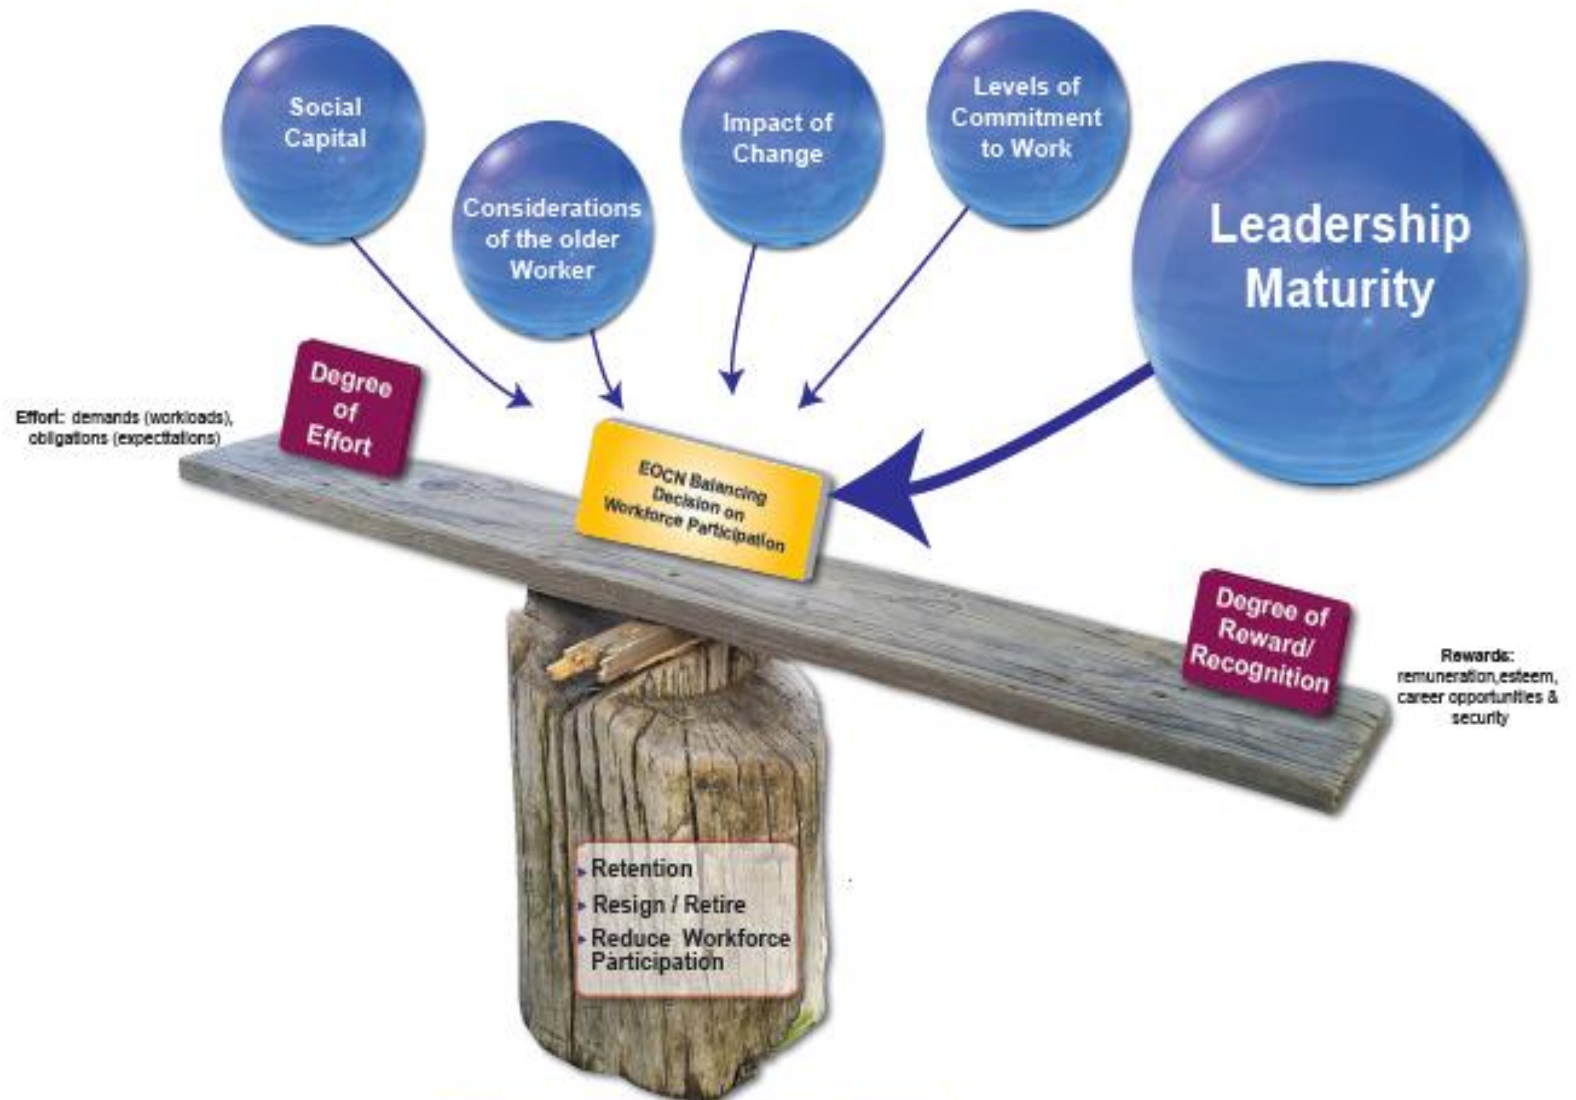 Social
Capital
Considerations
of the older
Worker
Impact of
Change
Levels of
Commitment
to Work
Leadership
Maturity
Degree
of
Effort
Effort: demands (workloads),
obligations (expecttations)
EOCN Balancing
Decision on
Workforce Participation
Degree of
Reward/
Recognition
Rewards:
remuneration,esteem,
career opportunities &
security
Retention
Resign / Retire
Reduce Workforce
Participation